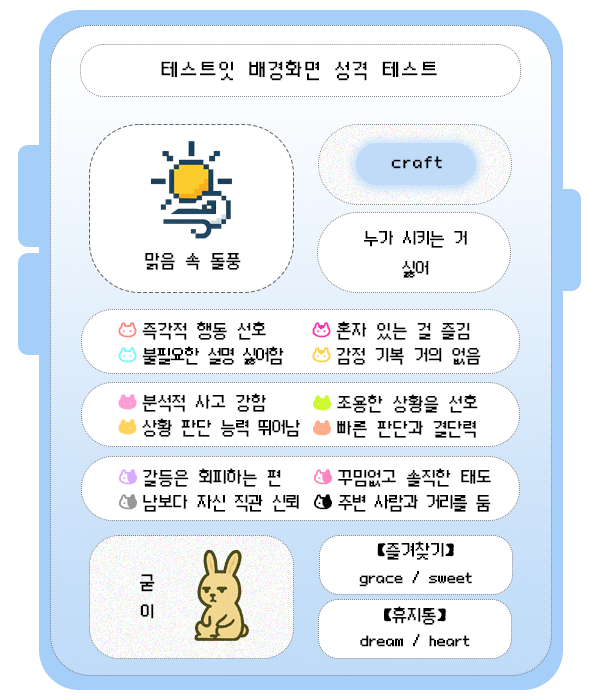 테스트잇 배경화면 성격 테스트
맑음 속 돌풍
craft
누가 시키는 거
싫어
즉각적 행동 선호
혼자 있는 걸 즐김
불필요한 설명 싫어함
감정 기복 거의 없음
분석적 사고 강함
조용한 상황을 선호
상황 판단 능력 뛰어남
빠른 판단과 결단력
갈등은 회피하는 편
꾸밈없고 솔직한 태도
남보다 자신 직관 신뢰
주변 사람과 거리를 둠
굳
이
【즐겨찾기】
grace / sweet
【휴지통】
dream / heart